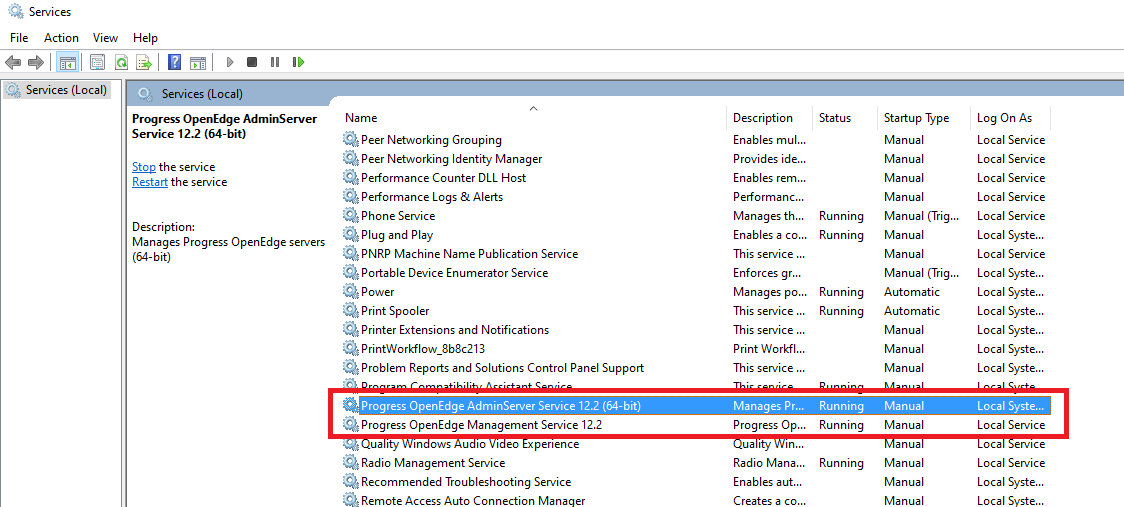 Services
File Action View Help
Services (Local)
Services (Local)
Progress OpenEdge AdminServer
Service 12.2 (64-bit)
Stop the service
Restart the service
Description:
Manages Progress OpenEdge servers
(64-bit)
Name Description Status Startup Type Log On As
Peer Networking Grouping Enables mul... Manual Local Service
Peer Networking Identity Manager Provides ide... Manual Local Service
Performance Counter DLL Host Enables rem... Manual Local Service
Performance Logs & Alerts Performanc... Manual Local Service
Phone Service Manages th... Running Manual (Trig... Local Service
Plug and Play Enables a co... Running Manual Local Syste...
PNRP Machine Name Publication Service This service ... Manual Local Service
Portable Device Enumerator Service Enforces gr... Manual (Trig... Local Syste...
Power Manages po... Running Automatic Local Syste...
Print Spooler This service ... Running Automatic Local Syste...
Printer Extensions and Notifications This service ... Manual Local Syste...
PrintWorkflow_8b8c213 Print Workfl... Manual Local Syste...
Problem Reports and Solutions Control Panel Support This service ... Manual Local Syste...
Program Compatibility Assistant Service This service ... Running Manual Local Syste...
Progress OpenEdge AdminServer Service 12.2 (64-bit) Manages Pr... Running Manual Local Syste...
Progress OpenEdge Management Service 12.2 Progress Op... Running Manual Local Service
Quality Windows Audio Video Experience Quality Win... Manual Local Service
Radio Management Service Radio Mana... Running Manual Local Service
Recommended Troubleshooting Service Enables aut... Manual Local Syste...
Remote Access Auto Connection Manager Creates a co... Manual Local Syste...